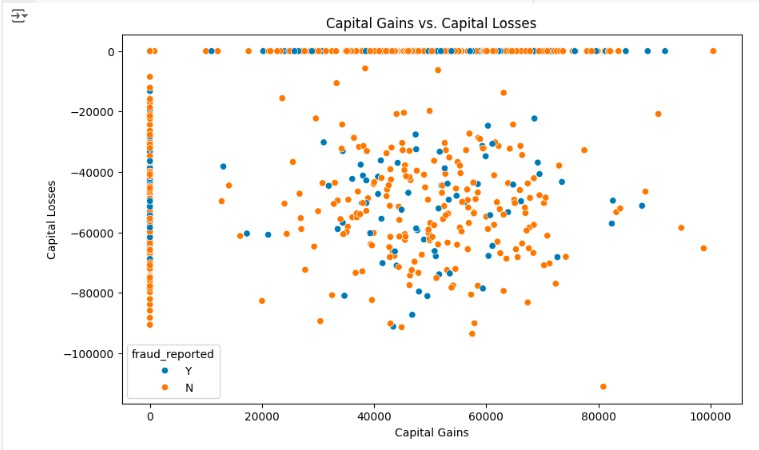 Capital Gains vs. Capital Losses
0
−20000
−40000
−60000
−80000
−100000
Capital Losses
fraud_reported
Y
N
0 20000 40000 60000 80000 100000
Capital Gains